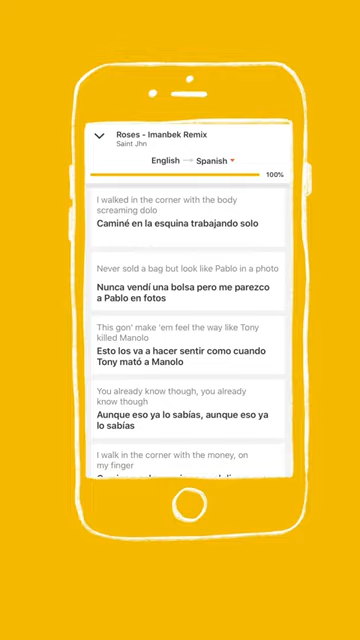 Roses - Imanbek Remix
Saint Jhn
English → Spanish
100%
I walked in the corner with the body
screaming dolo
Caminé en la esquina trabajando solo
Never sold a bag but look like Pablo in a photo
Nunca vendí una bolsa pero me parezco
a Pablo en fotos
This gon' make 'em feel the way like Tony
killed Manolo
Esto los va a hacer sentir como cuando
Tony mató a Manolo
You already know though, you already
know though
Aunque eso ya lo sabías, aunque eso ya
lo sabías
I walk in the corner with the money, on
my finger